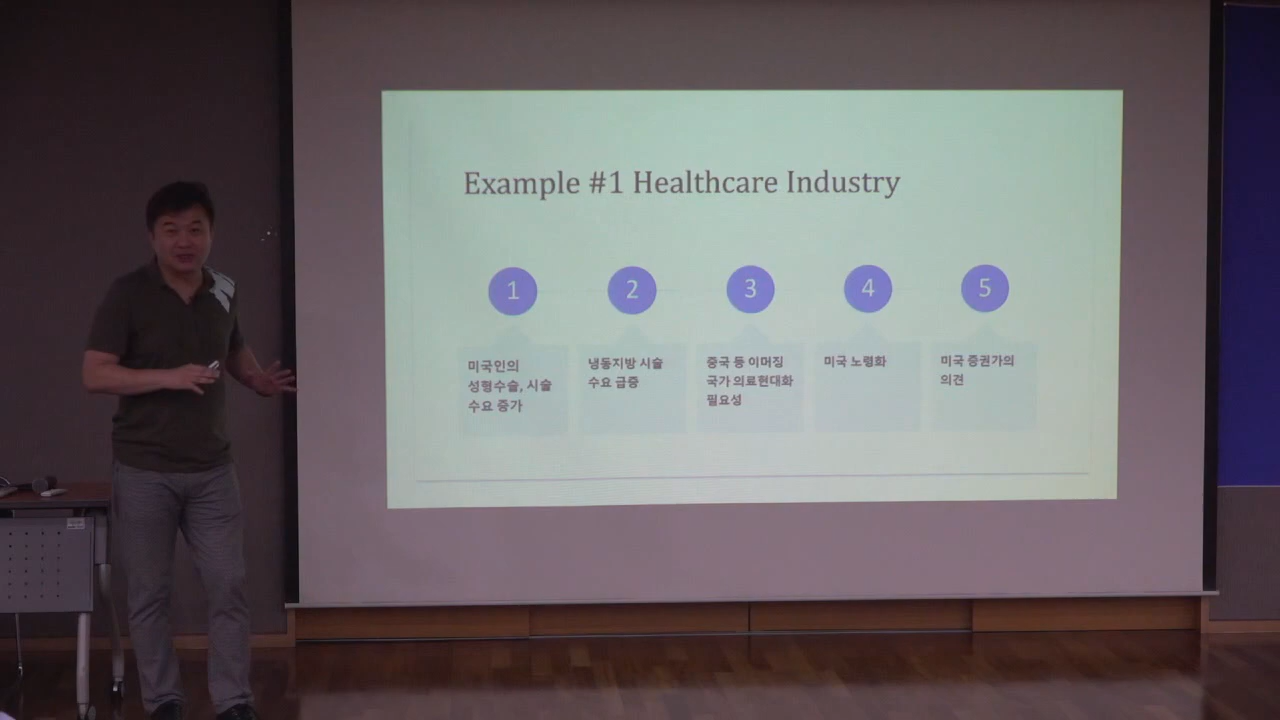 Example #1 Healthcare Industry
1
2
3
4
5
미국인의
성형수술, 시술
수요 증가
냉동지방 시술
수요 급증
중국 등 이머징
국가 의료현대화
필요성
미국 노령화
미국 증권가의
의견